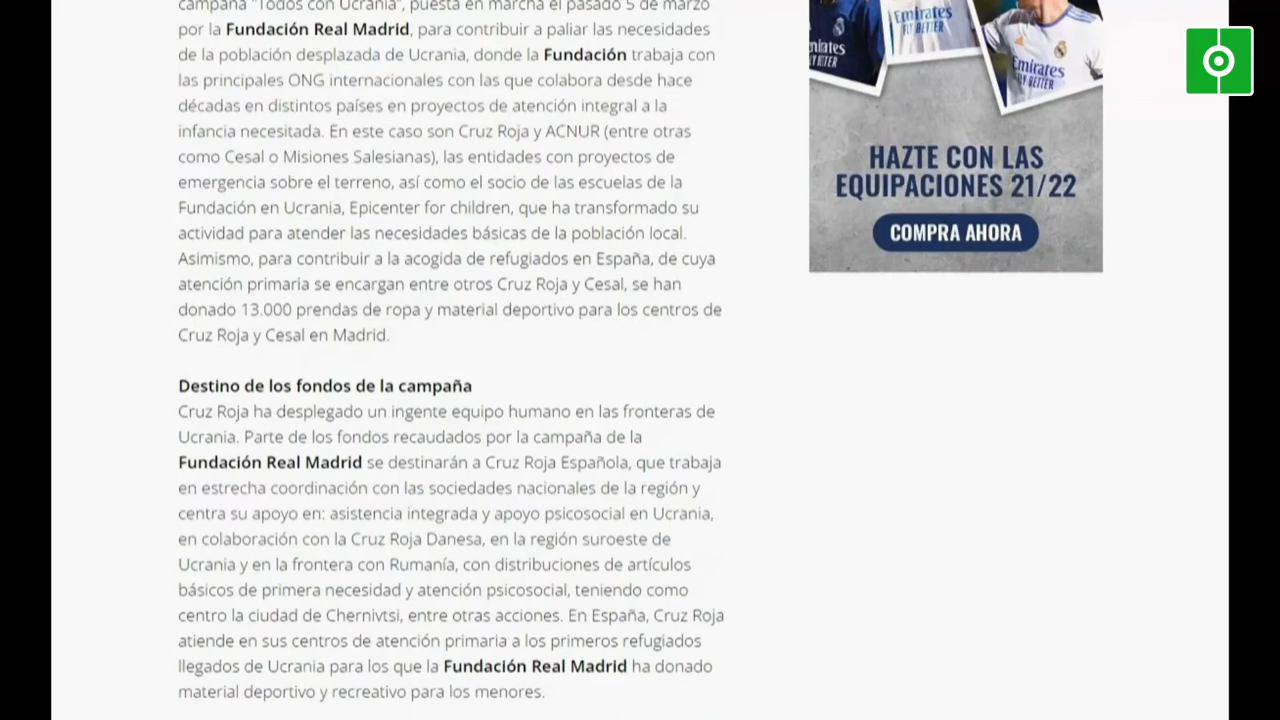 campaña "Todos con Ucrania", puesta en marcha el pasado 5 de marzo
por la Fundación Real Madrid, para contribuir a paliar las necesidades
de la población desplazada de Ucrania, donde la Fundación trabaja con
las principales ONG internacionales con las que colabora desde hace
décadas en distintos países en proyectos de atención integral a la
infancia necesitada. En este caso son Cruz Roja y ACNUR (entre otras
como Cesal o Misiones Salesianas), las entidades con proyectos de
emergencia sobre el terreno, así como el socio de las escuelas de la
Fundación en Ucrania, Epicenter for children, que ha transformado su
actividad para atender las necesidades básicas de la población local.
Asimismo, para contribuir a la acogida de refugiados en España, de cuya
atención primaria se encargan entre otros Cruz Roja y Cesal, se han
donado 13.000 prendas de ropa y material deportivo para los centros de
Cruz Roja y Cesal en Madrid.
Destino de los fondos de la campaña
Cruz Roja ha desplegado un ingente equipo humano en las fronteras de
Ucrania. Parte de los fondos recaudados por la campaña de la
Fundación Real Madrid se destinarán a Cruz Roja Española, que trabaja
en estrecha coordinación con las sociedades nacionales de la región y
centra su apoyo en: asistencia integrada y apoyo psicosocial en Ucrania,
en colaboración con la Cruz Roja Danesa, en la región suroeste de
Ucrania y en la frontera con Rumanía, con distribuciones de artículos
básicos de primera necesidad y atención psicosocial, teniendo como
centro la ciudad de Chernivtsi, entre otras acciones. En España, Cruz Roja
atiende en sus centros de atención primaria a los primeros refugiados
llegados de Ucrania para los que la Fundación Real Madrid ha donado
material deportivo y recreativo para los menores.
Emirates
FLY BETTER
Emirates
FLY BETTER
Emirates
FLY BETTER
HAZTE CON LAS
EQUIPACIONES 21/22
COMPRA AHORA